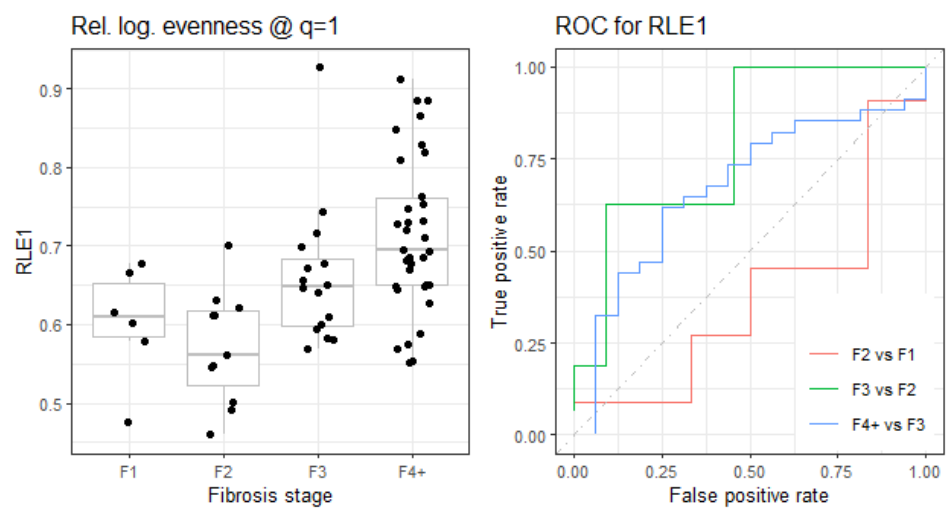 Rel. log. evenness @ q=1
RLE1
0.9
0.8
0.7
0.6
0.5
F1 F2 F3 F4+
Fibrosis stage
ROC for RLE1
True positive rate
1.00
0.75
0.50
0.25
0.00
F2 vs F1
F3 vs F2
F4+ vs F3
0.00 0.25 0.50 0.75 1.00
False positive rate